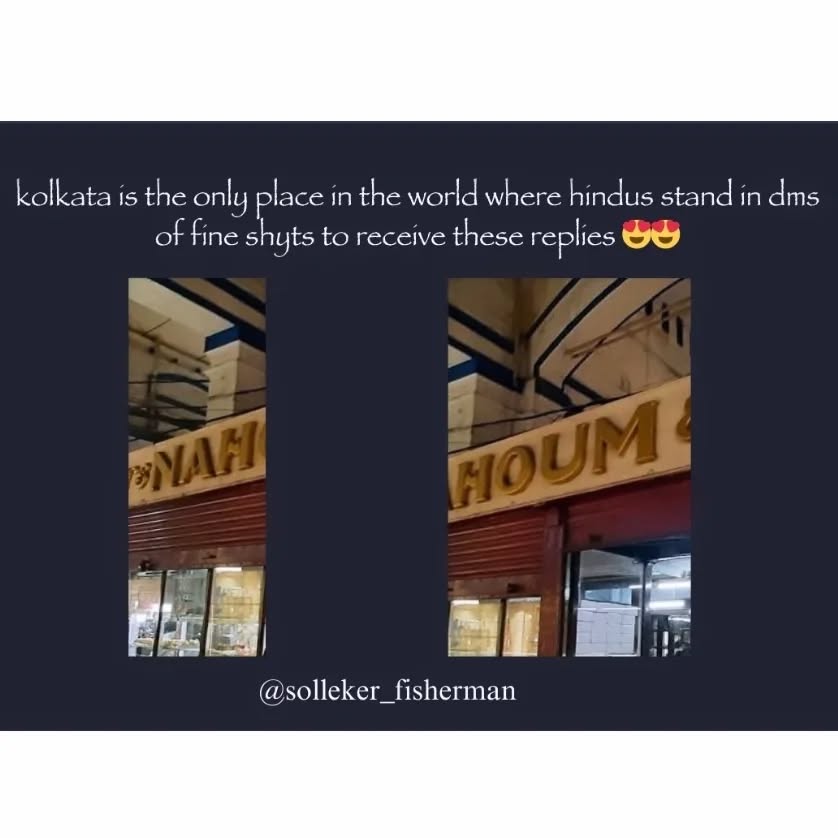 kolkata is the only place in the world where hindus stand in dms
of fine shyts to receive these replies 😍😍
NAH
HOUM &
@solleker_fisherman